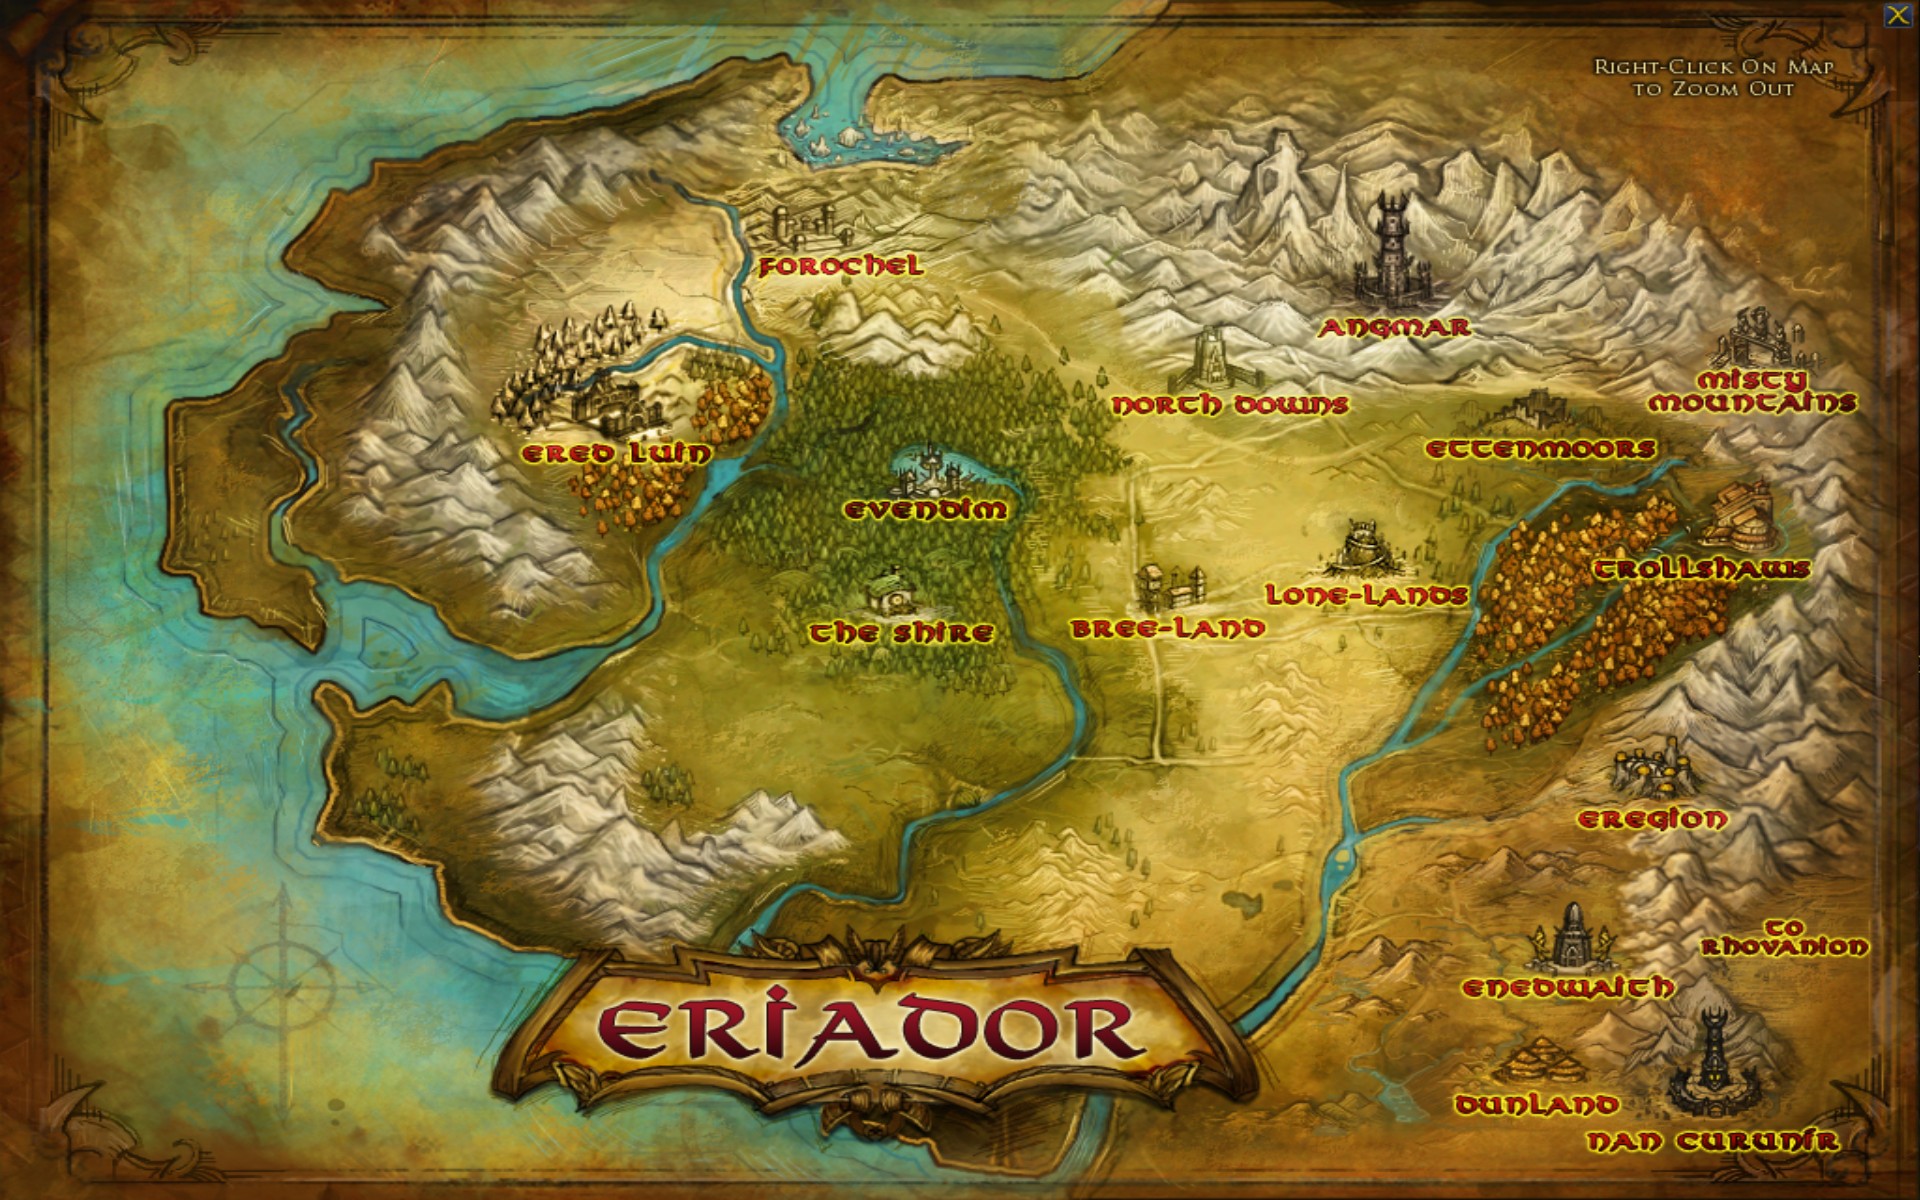 Right-Click On Map
to Zoom Out
Forochel
Angmar
Misty
Mountains
North Downs
Ettenmoors
Ered Luin
Evendim
Trollshaws
Lone-Lands
Bree-Land
The Shire
Eregion
To
Rhovanion
Enedwaith
Eriador
Dunland
Nan Curunír